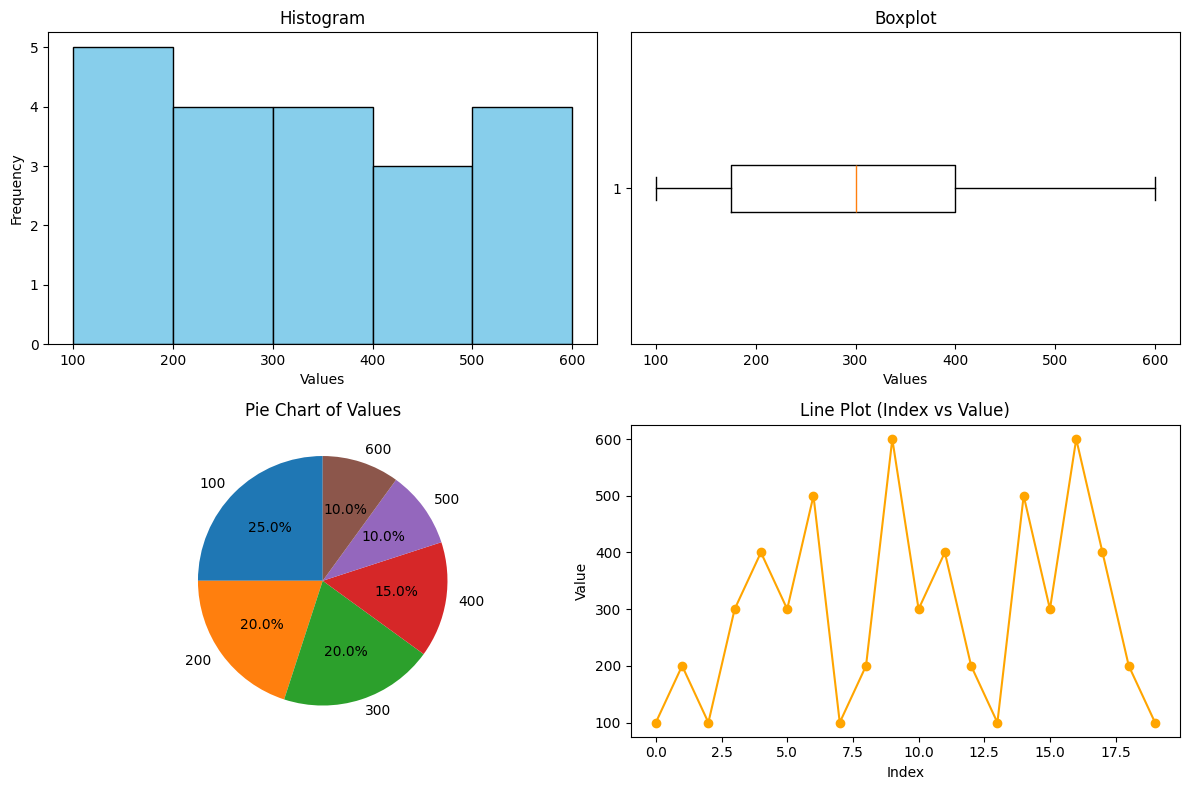 Histogram
Frequency
5
4
3
2
1
0
100 200 300 400 500 600
Values
Boxplot
1
100 200 300 400 500 600
Values
Pie Chart of Values
100
200
300
400
500
600
25.0%
20.0%
20.0%
15.0%
10.0%
10.0%
Line Plot (Index vs Value)
Value
600
500
400
300
200
100
0.0 2.5 5.0 7.5 10.0 12.5 15.0 17.5
Index